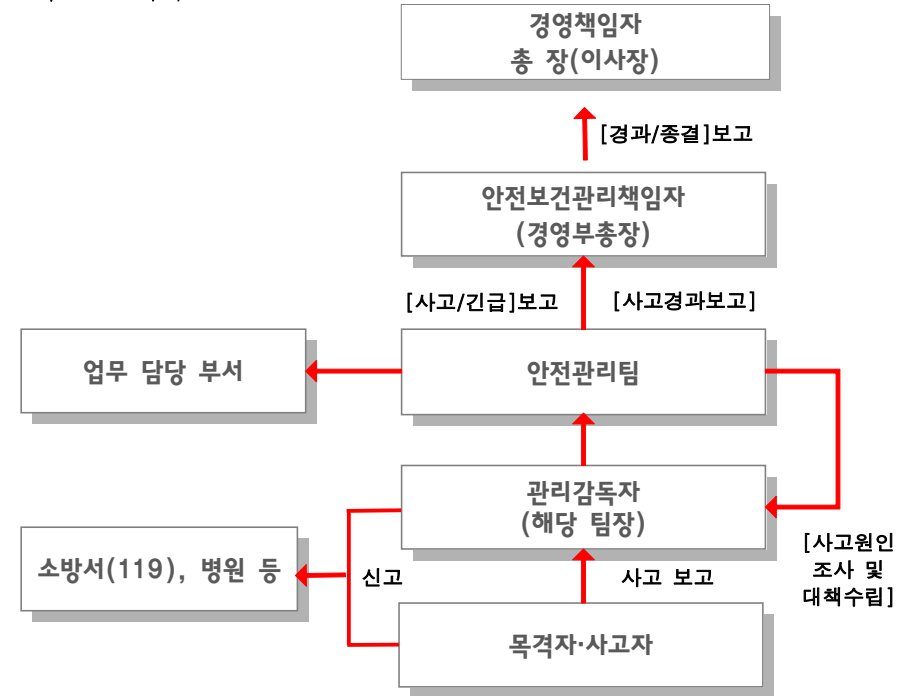 경영책임자
총 장(이사장)
[경과/종결]보고
안전보건관리책임자
(경영부총장)
[사고/긴급]보고
[사고경과보고]
업무 담당 부서
안전관리팀
관리감독자
(해당 팀장)
[사고원인
조사 및
대책수립]
소방서(119), 병원 등
신고
사고 보고
목격자·사고자